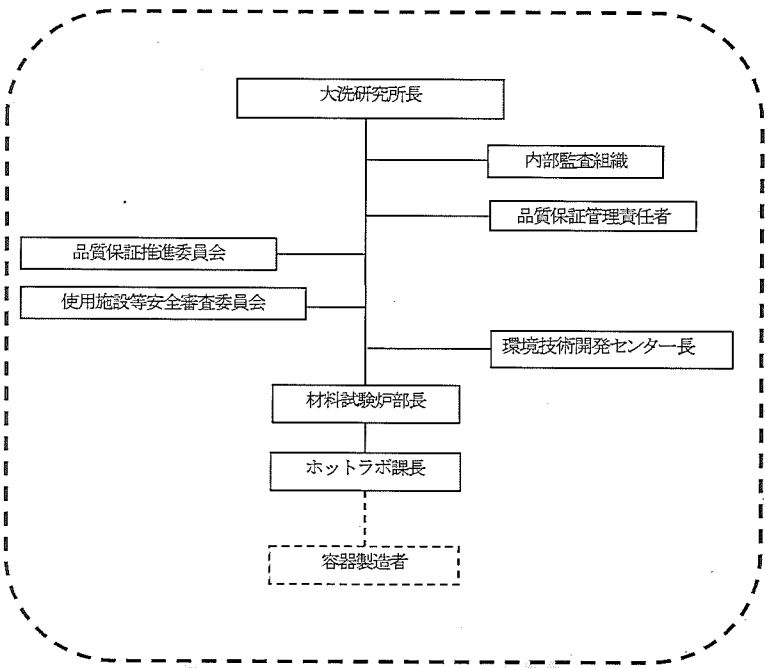 大洗研究所長
内部監査組織
品質保証管理責任者
品質保証推進委員会
使用施設等安全審査委員会
環境技術開発センター長
材料試験炉部長
ホットラボ課長
容器製造者